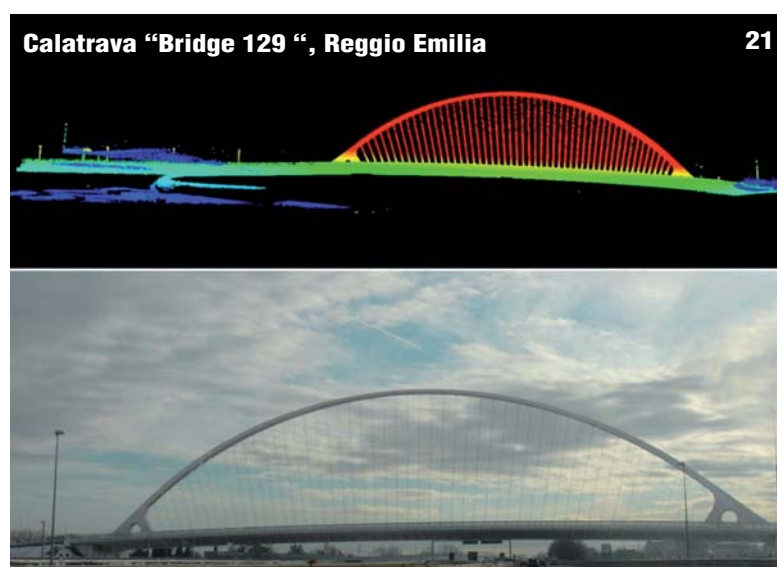 Calatrava “Bridge 129 “, Reggio Emilia 21